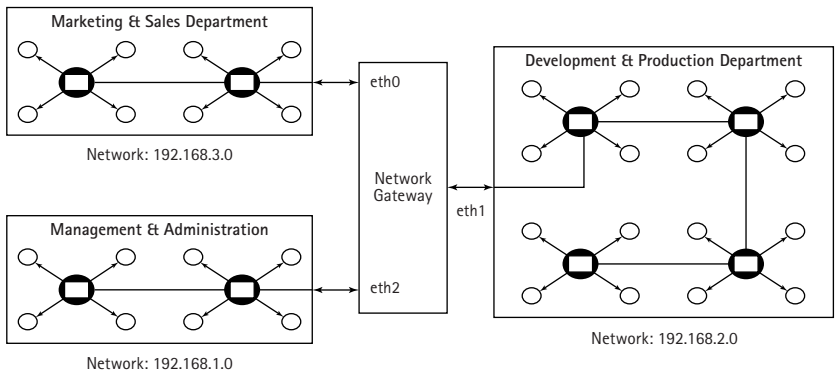 Marketing & Sales Department
Network: 192.168.3.0
Management & Administration
Network: 192.168.1.0
eth0
Network
Gateway
eth1
eth2
Development & Production Department
Network: 192.168.2.0